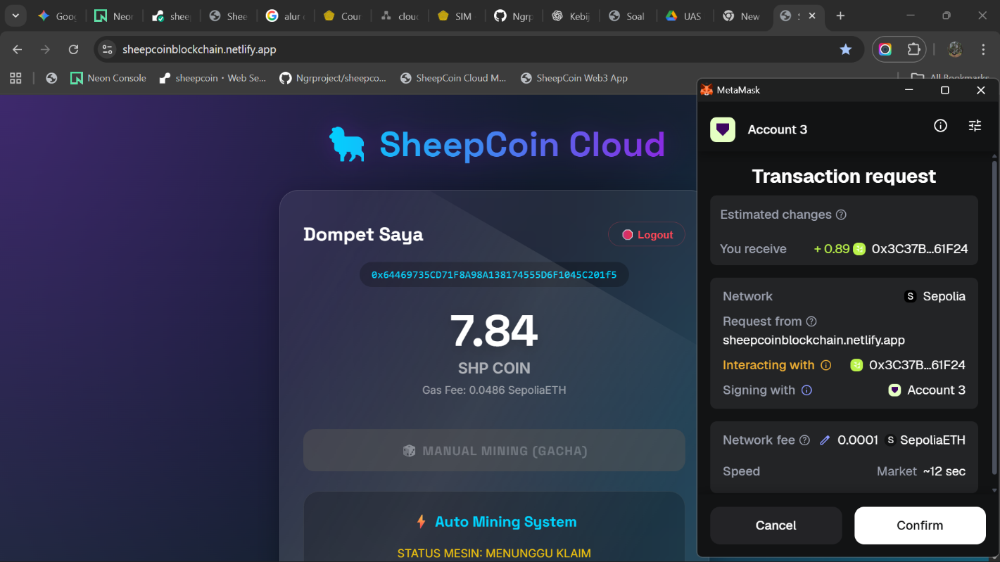 Goo
Neor
shee
Shee
alur
Cour
clouc
SIM
Ngrp
Kebij
Soal
UAS
New
sheepcoinblockchain.netlify.app
Neon Console
sheepcoin • Web Se...
Ngrproject/sheepco...
SheepCoin Cloud M...
SheepCoin Web3 App
All Bookmarks
SheepCoin Cloud
Dompet Saya
Logout
0x64469735CD71F8A98A138174555D6F1045C201f5
7.84
SHP COIN
Gas Fee: 0.0486 SepoliaETH
MANUAL MINING (GACHA)
Auto Mining System
STATUS MESIN: MENUNGGU KLAIM
MetaMask
Account 3
Transaction request
Estimated changes
You receive + 0.89 0x3C37B...61F24
Network S Sepolia
Request from
sheepcoinblockchain.netlify.app
Interacting with 0x3C37B...61F24
Signing with Account 3
Network fee 0.0001 S SepoliaETH
Speed Market ~12 sec
Cancel Confirm